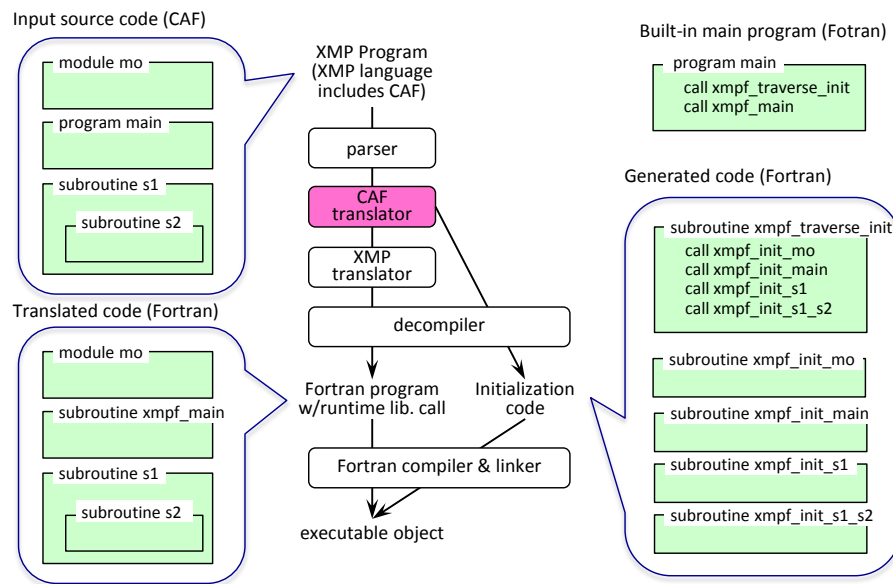 Input source code (CAF)
module mo
program main
subroutine s1
subroutine s2
Translated code (Fortran)
module mo
subroutine xmpf_main
subroutine s1
subroutine s2
XMP Program
(XMP language
includes CAF)
parser
CAF
translator
XMP
translator
decompiler
Fortran program
w/runtime lib. call
Initialization
code
Fortran compiler & linker
executable object
Built-in main program (Fotran)
program main
call xmpf_traverse_init
call xmpf_main
Generated code (Fortran)
subroutine xmpf_traverse_init
call xmpf_init_mo
call xmpf_init_main
call xmpf_init_s1
call xmpf_init_s1_s2
subroutine xmpf_init_mo
subroutine xmpf_init_main
subroutine xmpf_init_s1
subroutine xmpf_init_s1_s2